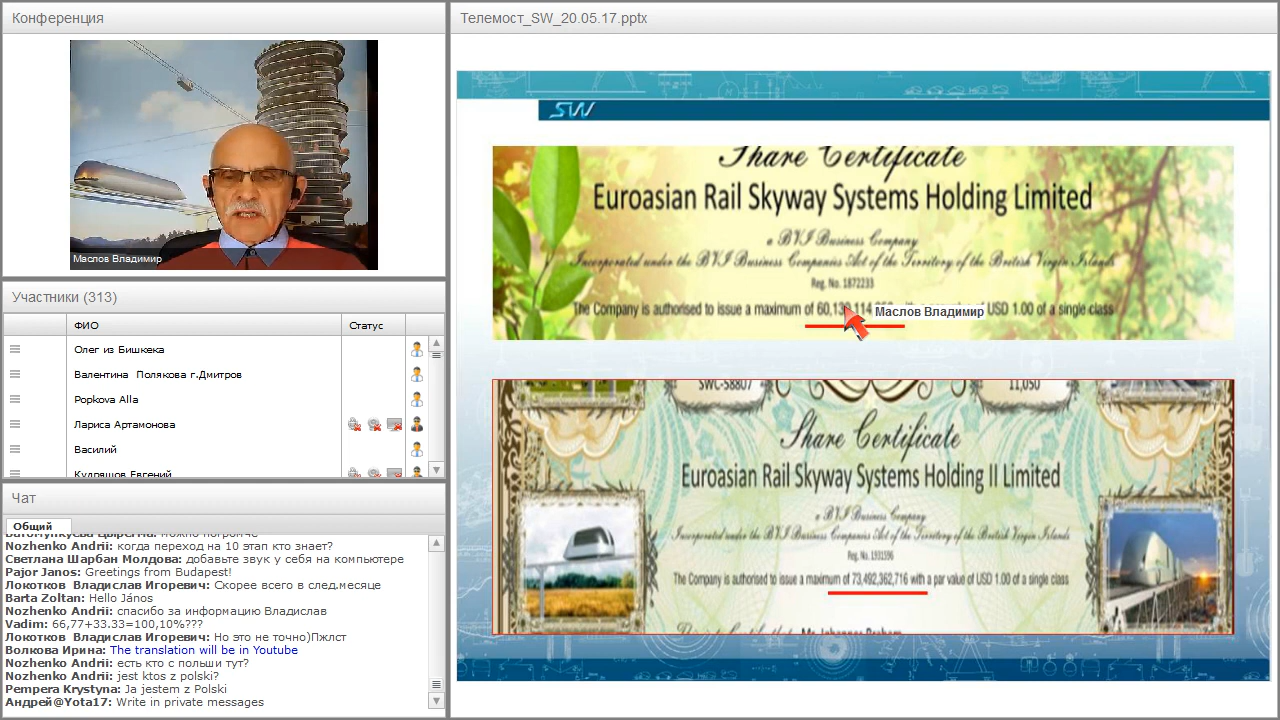 Конференция
Маслов Владимир
Участники (313)
ФИО Статус
Олег из Бишкека
Валентина Полякова г.Дмитров
Popkova Alla
Лариса Артамонова
Василий
Кудряшов Евгений
Чат
Общий
Nozhenko Andrii: когда переход на 10 этап кто знает?
Светлана Шарбан Молдова: добавьте звук у себя на компьютере
Pajor Janos: Greetings from Budapest!
Локотков Владислав Игоревич: Скорее всего в след.месяце
Barta Zoltan: Hello János
Nozhenko Andrii: спасибо за информацию Владислав
Vadim: 66,77+33.33=100,10%???
Локотков Владислав Игоревич: Но это не точно)Пжлст
Волкова Ирина: The translation will be in Youtube
Nozhenko Andrii: есть кто с польши тут?
Nozhenko Andrii: jest ktos z polski?
Pempera Krystyna: Ja jestem z Polski
Андрей@Yota17: Write in private messages
Телемост_SW_20.05.17.pptx
SW
Share Certificate
Euroasian Rail Skyway Systems Holding Limited
a BVI Business Company
Incorporated under the BVI Business Companies Act of the Territory of the British Virgin Islands
Reg. No. 1872233
The Company is authorised to issue a maximum of USD 1.00 of a single class
Маслов Владимир
SWC-S8807 11,050
Share Certificate
Euroasian Rail Skyway Systems Holding II Limited
a BVI Business Company
Incorporated under the BVI Business Companies Act of the Territory of the British Virgin Islands
Reg. No. 1931596
The Company is authorised to issue a maximum of 73,492,362,716 with a par value of USD 1.00 of a single class